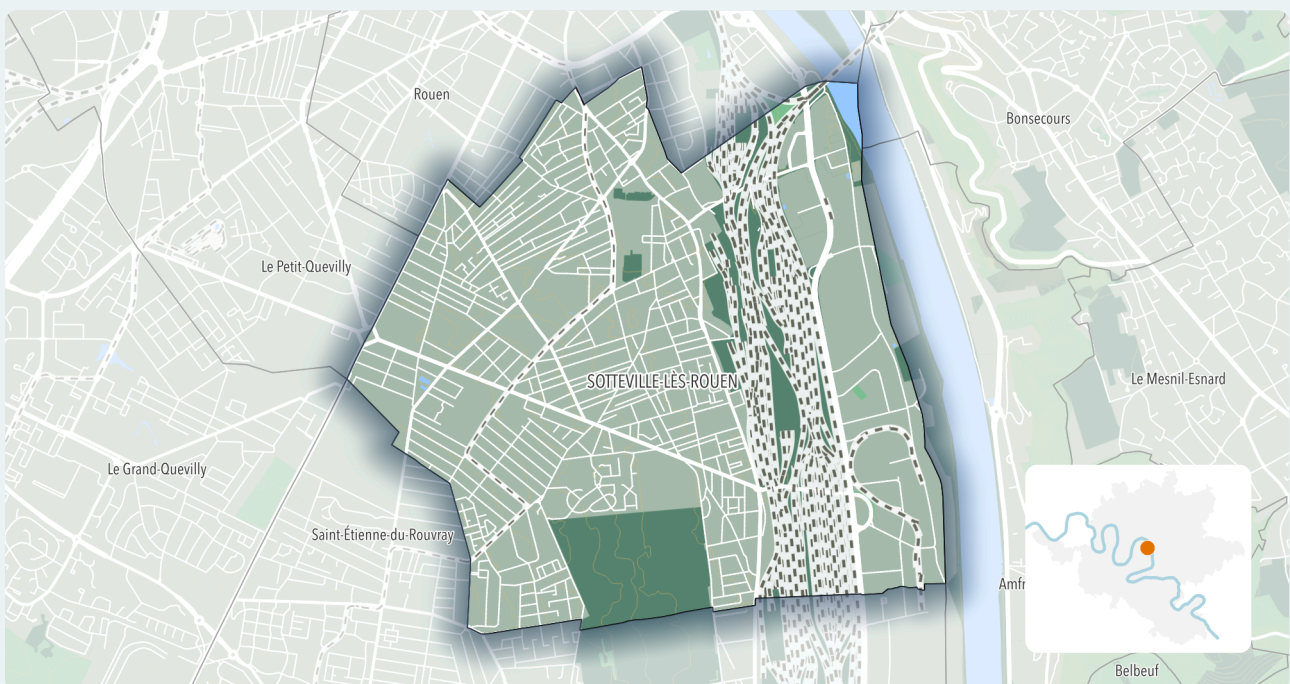 Rouen
Bonsecours
Le Petit-Quevilly
SOTTEVILLE-LÈS-ROUEN
Le Mesnil-Esnard
Le Grand-Quevilly
Saint-Étienne-du-Rouvray
Amfr
Belbeuf